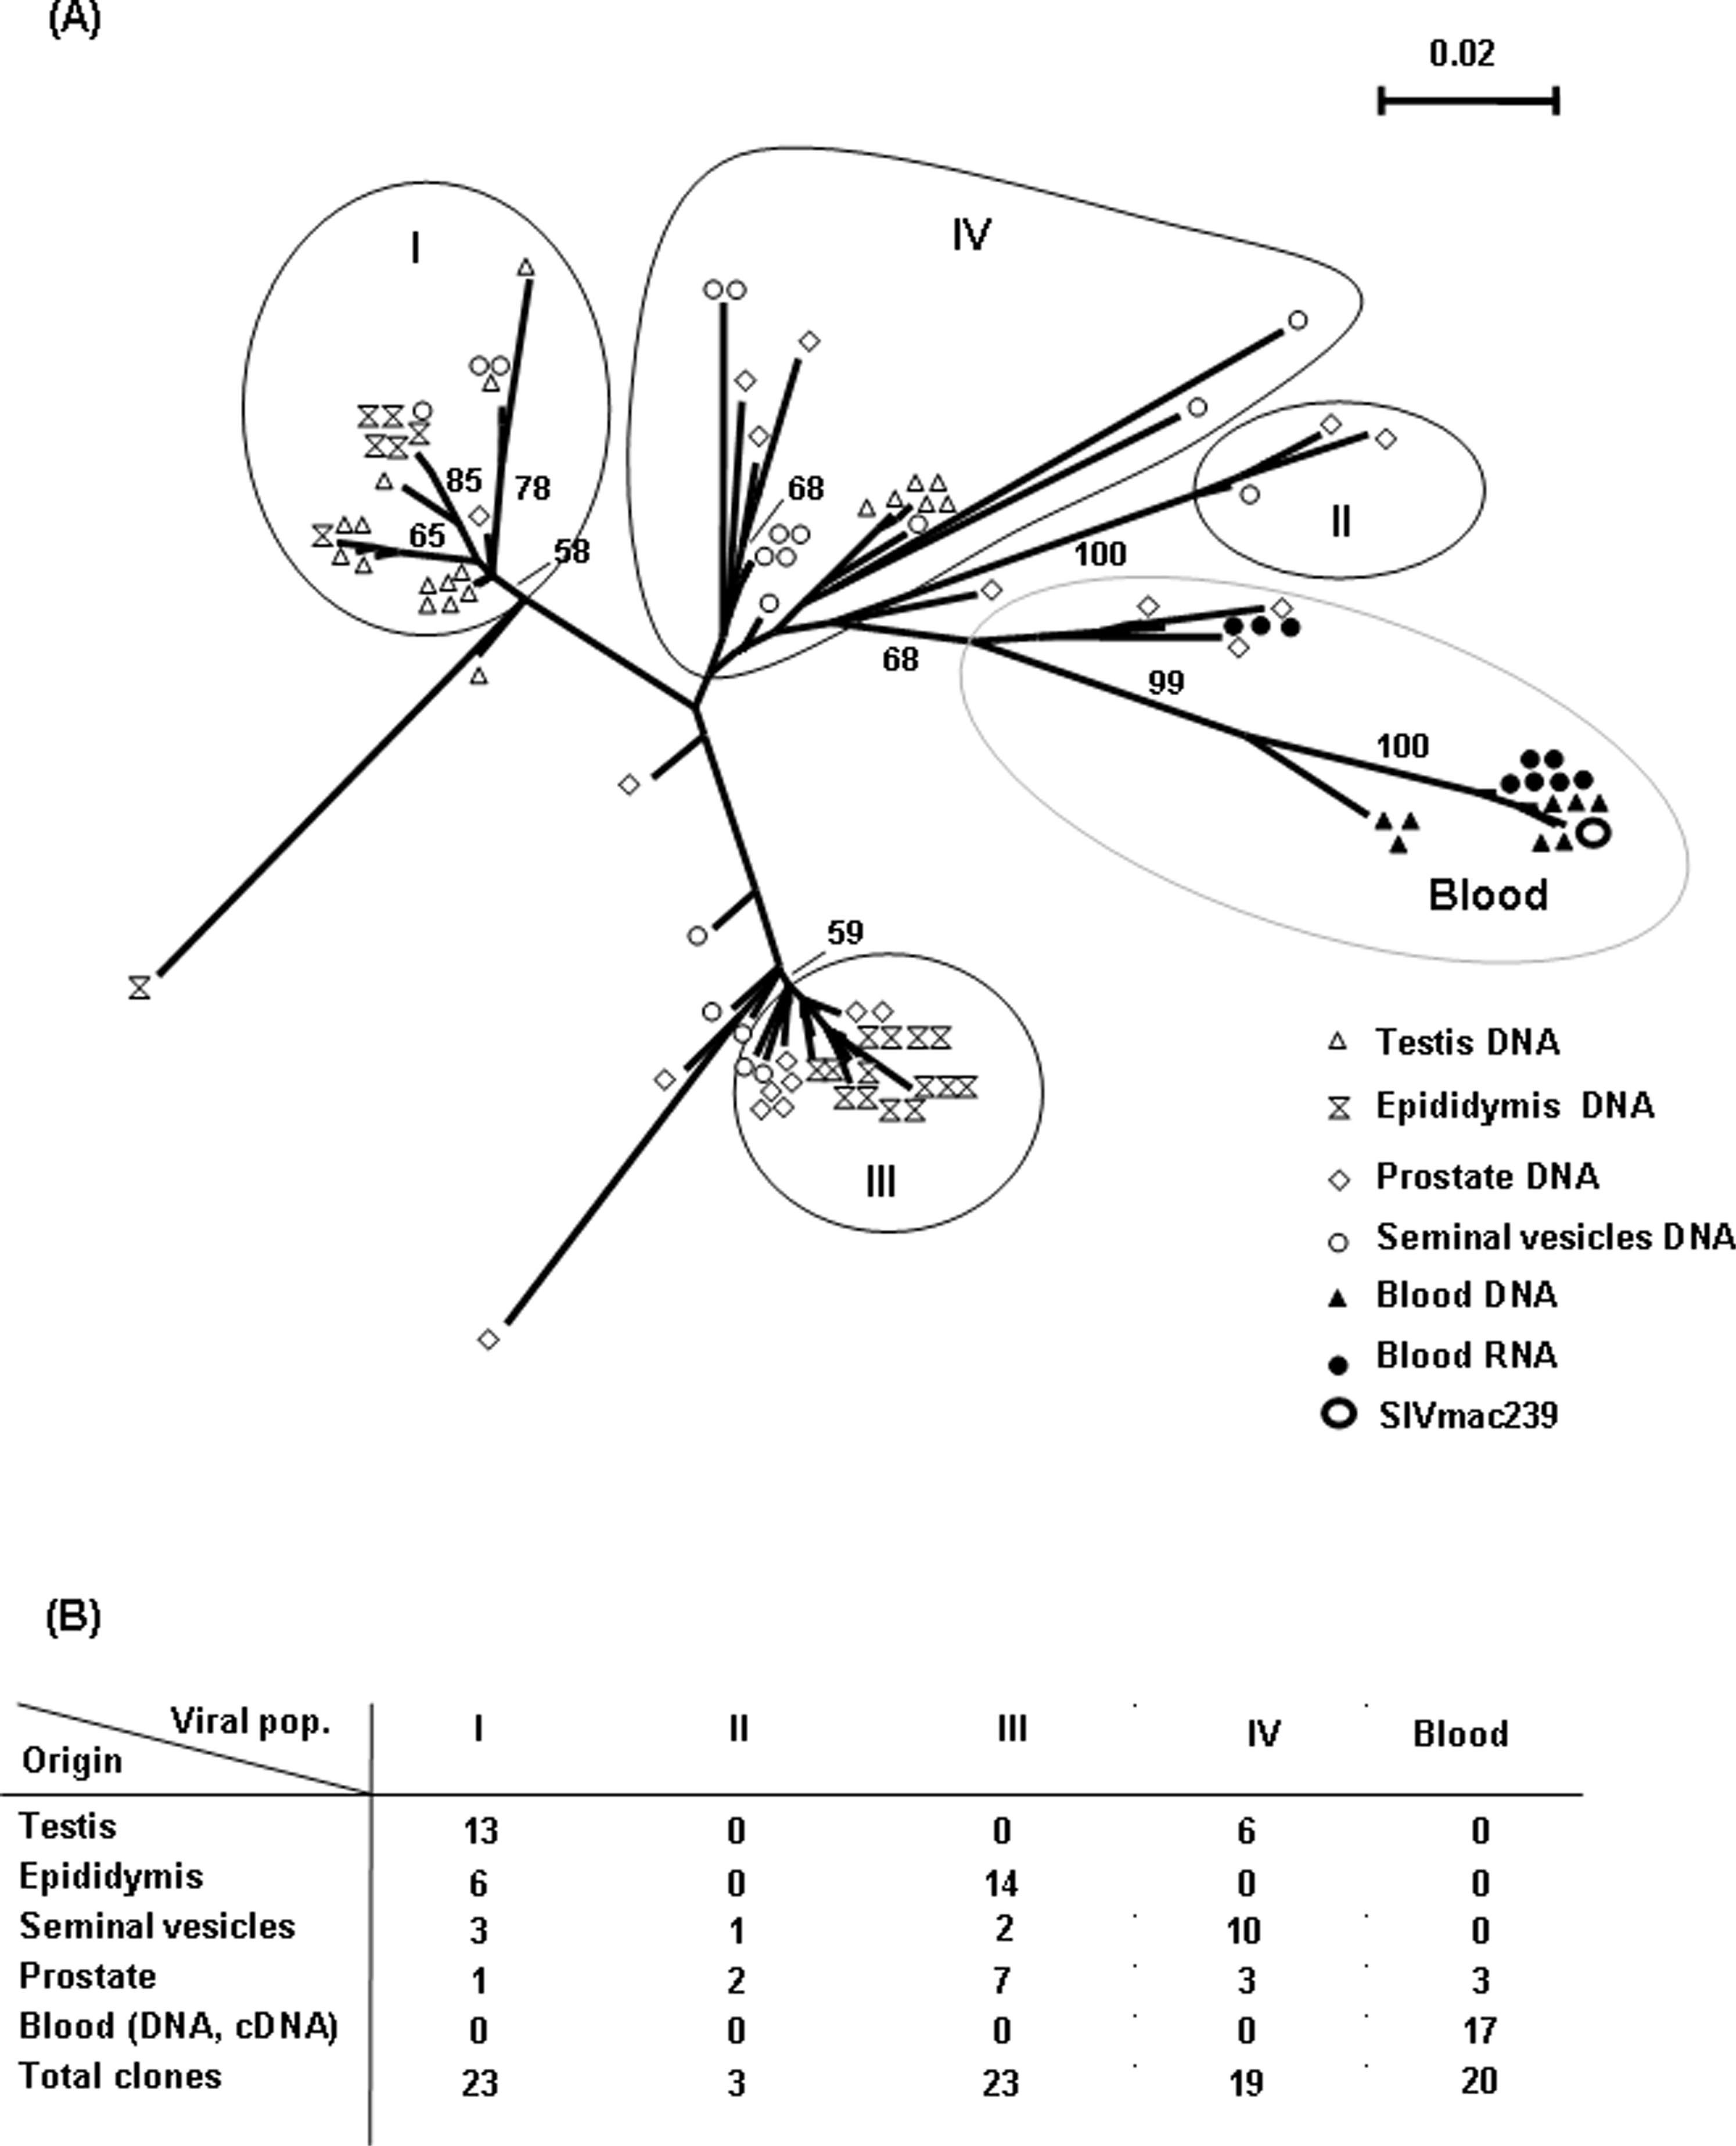 (A)
0.02
I
IV
II
85
78
65
58
68
100
68
99
100
Blood
59
III
Testis DNA
Epididymis DNA
Prostate DNA
Seminal vesicles DNA
Blood DNA
Blood RNA
SIVmac239
(B)
Viral pop. I II III IV Blood
Origin
Testis 13 0 0 6 0
Epididymis 6 0 14 0 0
Seminal vesicles 3 1 2 10 0
Prostate 1 2 7 3 3
Blood (DNA, cDNA) 0 0 0 0 17
Total clones 23 3 23 19 20